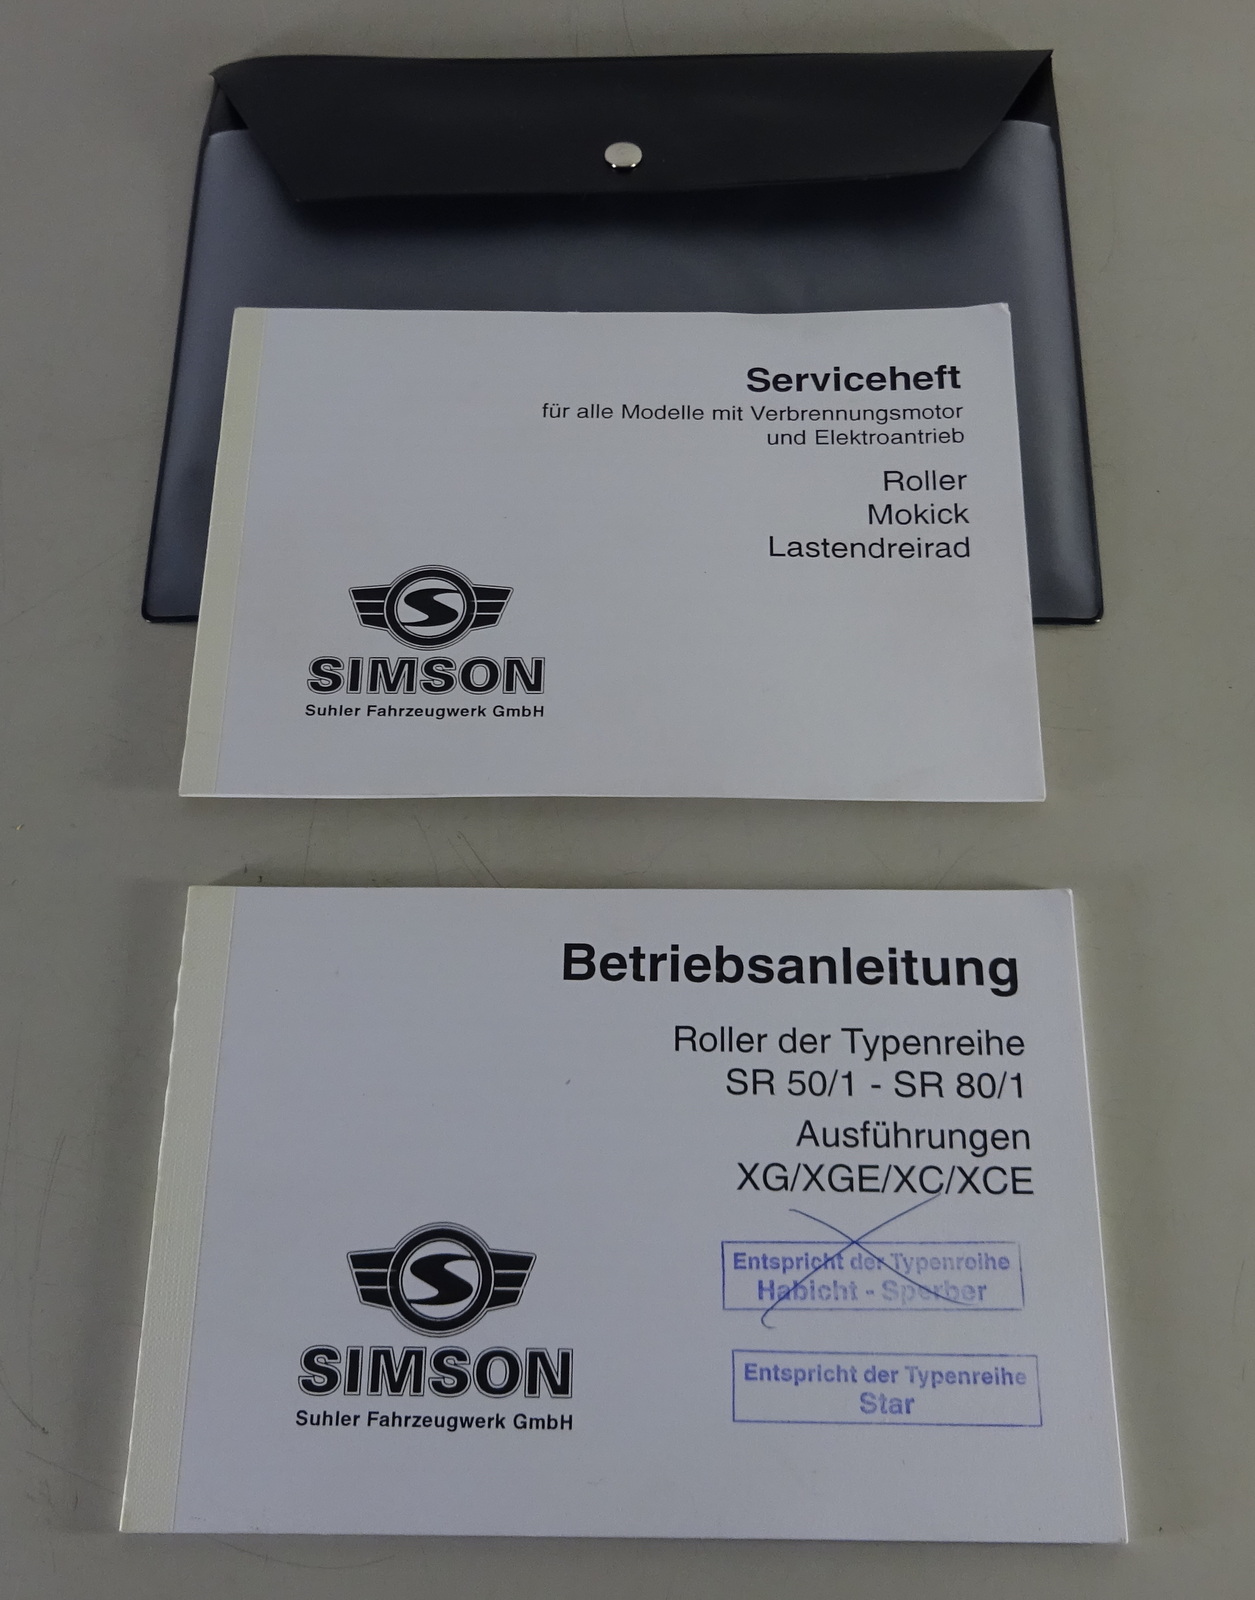 Serviceheft
für alle Modelle mit Verbrennungsmotor
und Elektroantrieb
Roller
Mokick
Lastendreirad
S
SIMSON
Suhler Fahrzeugwerk GmbH
Betriebsanleitung
Roller der Typenreihe
SR 50/1 - SR 80/1
Ausführungen
XG/XGE/XC/XCE
Entspricht der Typenreihe
Habicht - Sperber
Entspricht der Typenreihe
Star
S
SIMSON
Suhler Fahrzeugwerk GmbH